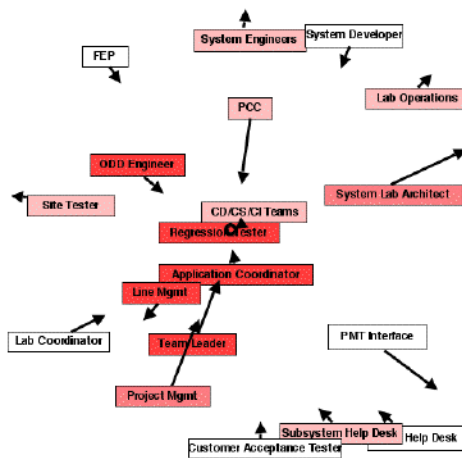 System Engineers
System Developer
FEP
Lab Operations
PCC
ODD Engineer
System Lab Architect
Site Tester
CD/CS/CI Teams
Regression Tester
Application Coordinator
Line Mgmt
Lab Coordinator
Team Leader
PMT Interface
Project Mgmt
Subsystem Help Desk
Help Desk
Customer Acceptance Tester